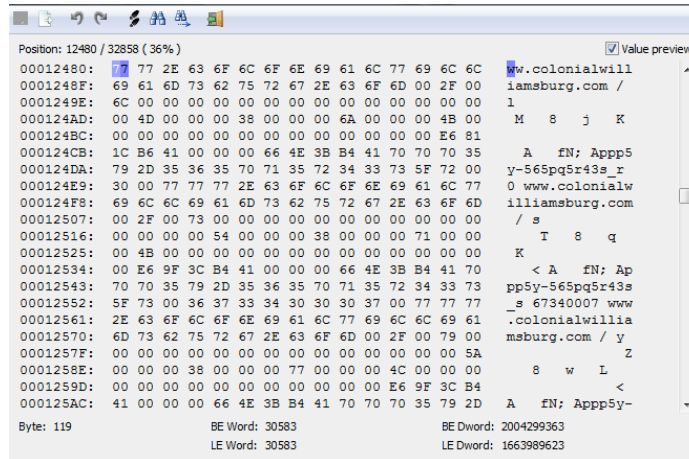 Position: 12480 / 32858 ( 36% ) Value preview
00012480: 77 77 2E 63 6F 6C 6F 6E 69 61 6C 77 69 6C 6C ww.colonialwill
0001248F: 69 61 6D 73 62 75 72 67 2E 63 6F 6D 00 2F 00 iamsburg.com /
0001249E: 6C 00 00 00 00 00 00 00 00 00 00 00 00 00 00 l
000124AD: 00 4D 00 00 00 38 00 00 00 6A 00 00 00 4B 00 M 8 j K
000124BC: 00 00 00 00 00 00 00 00 00 00 00 00 00 E6 81
000124CB: 1C B6 41 00 00 00 66 4E 3B B4 41 70 70 70 35 A fN; Appp5
000124DA: 79 2D 35 36 35 70 71 35 72 34 33 73 5F 72 00 y-565pq5r43s_r
000124E9: 30 00 77 77 77 2E 63 6F 6C 6F 6E 69 61 6C 77 0 www.colonialw
000124F8: 69 6C 6C 69 61 6D 73 62 75 72 67 2E 63 6F 6D illiamsburg.com
00012507: 00 2F 00 73 00 00 00 00 00 00 00 00 00 00 00 / s
00012516: 00 00 00 00 54 00 00 00 38 00 00 00 71 00 00 T 8 q
00012525: 00 4B 00 00 00 00 00 00 00 00 00 00 00 00 00 K
00012534: 00 E6 9F 3C B4 41 00 00 00 66 4E 3B B4 41 70 < A fN; Ap
00012543: 70 70 35 79 2D 35 36 35 70 71 35 72 34 33 73 pp5y-565pq5r43s
00012552: 5F 73 00 36 37 33 34 30 30 30 37 00 77 77 77 _s 67340007 www
00012561: 2E 63 6F 6C 6F 6E 69 61 6C 77 69 6C 6C 69 61 .colonialwillia
00012570: 6D 73 62 75 72 67 2E 63 6F 6D 00 2F 00 79 00 msburg.com / y
0001257F: 00 00 00 00 00 00 00 00 00 00 00 00 00 00 5A Z
0001258E: 00 00 00 38 00 00 00 77 00 00 00 4C 00 00 00 8 w L
0001259D: 00 00 00 00 00 00 00 00 00 00 00 E6 9F 3C B4 <
000125AC: 41 00 00 00 66 4E 3B B4 41 70 70 70 35 79 2D A fN; Appp5y-
Byte: 119 BE Word: 30583 BE Dword: 2004299363
LE Word: 30583 LE Dword: 1663989623